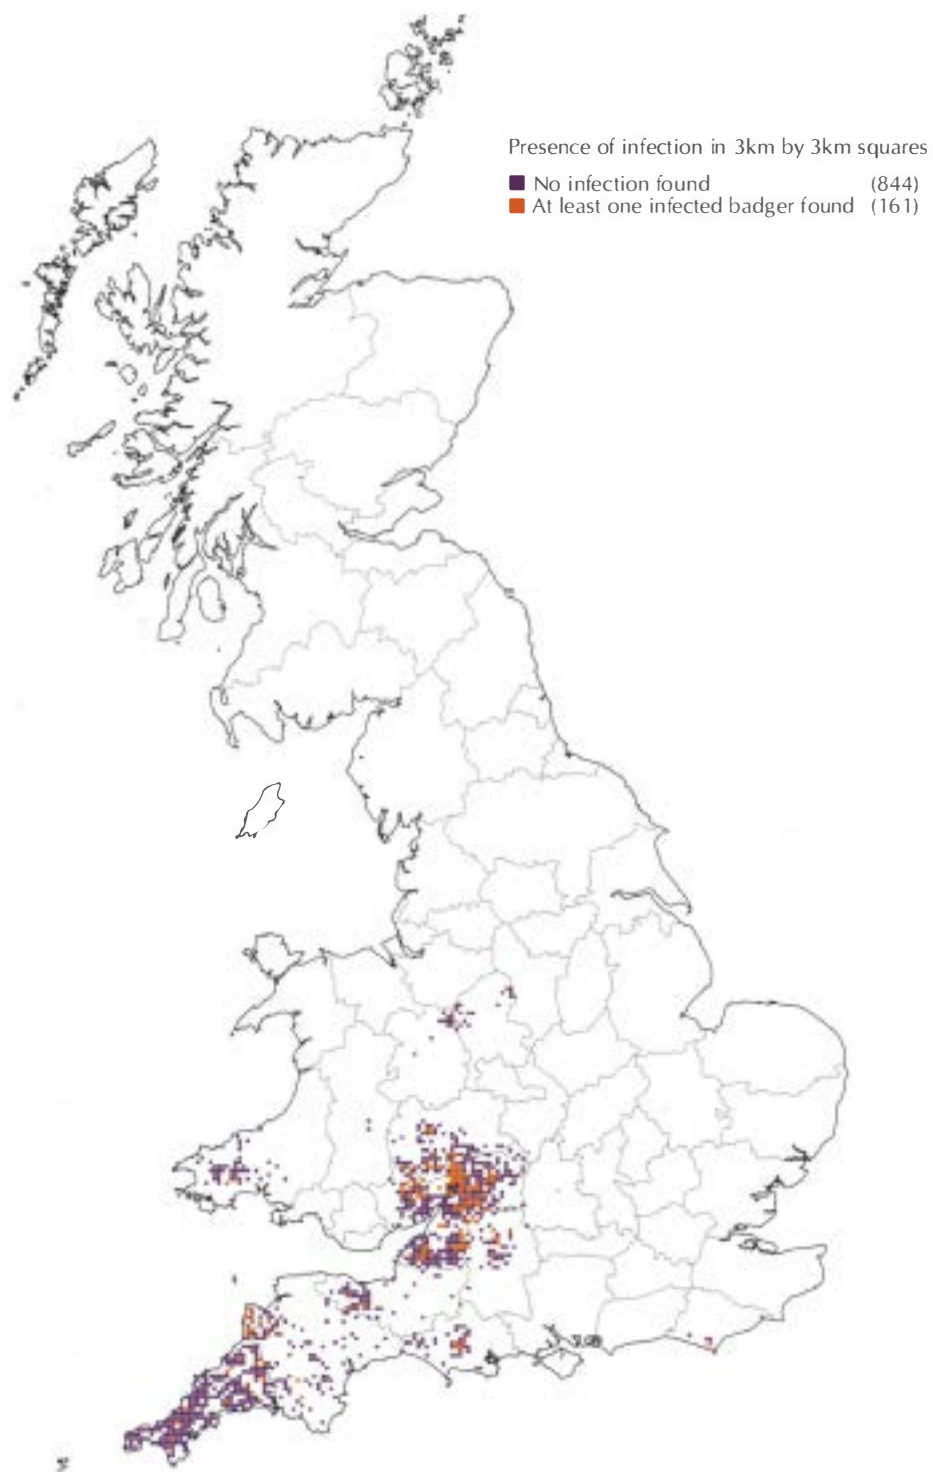 Presence of infection in 3km by 3km squares
No infection found (844)
At least one infected badger found (161)